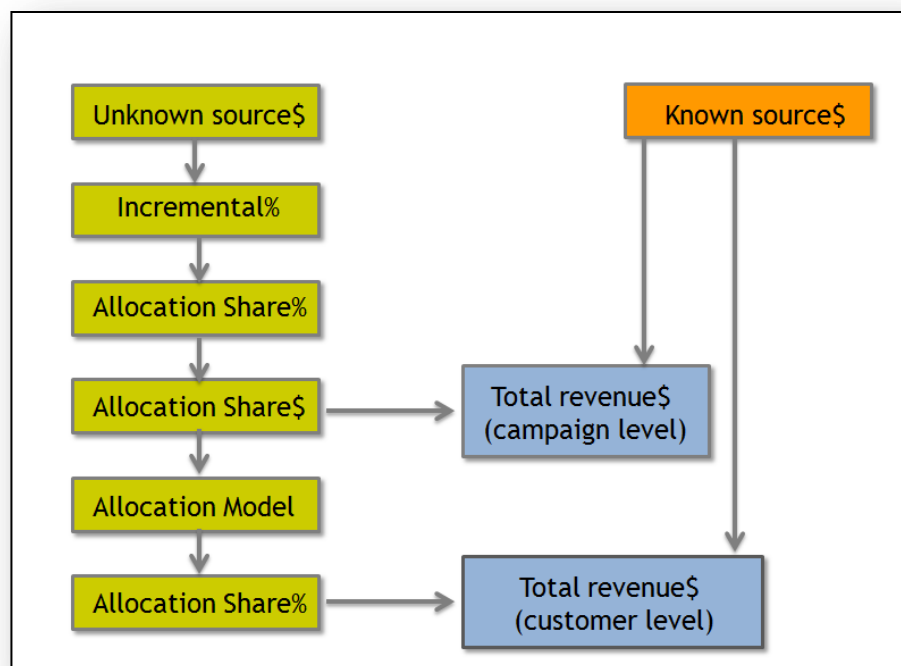 Unknown source$
Known source$
Incremental%
Allocation Share%
Allocation Share$
Total revenue$
(campaign level)
Allocation Model
Allocation Share%
Total revenue$
(customer level)